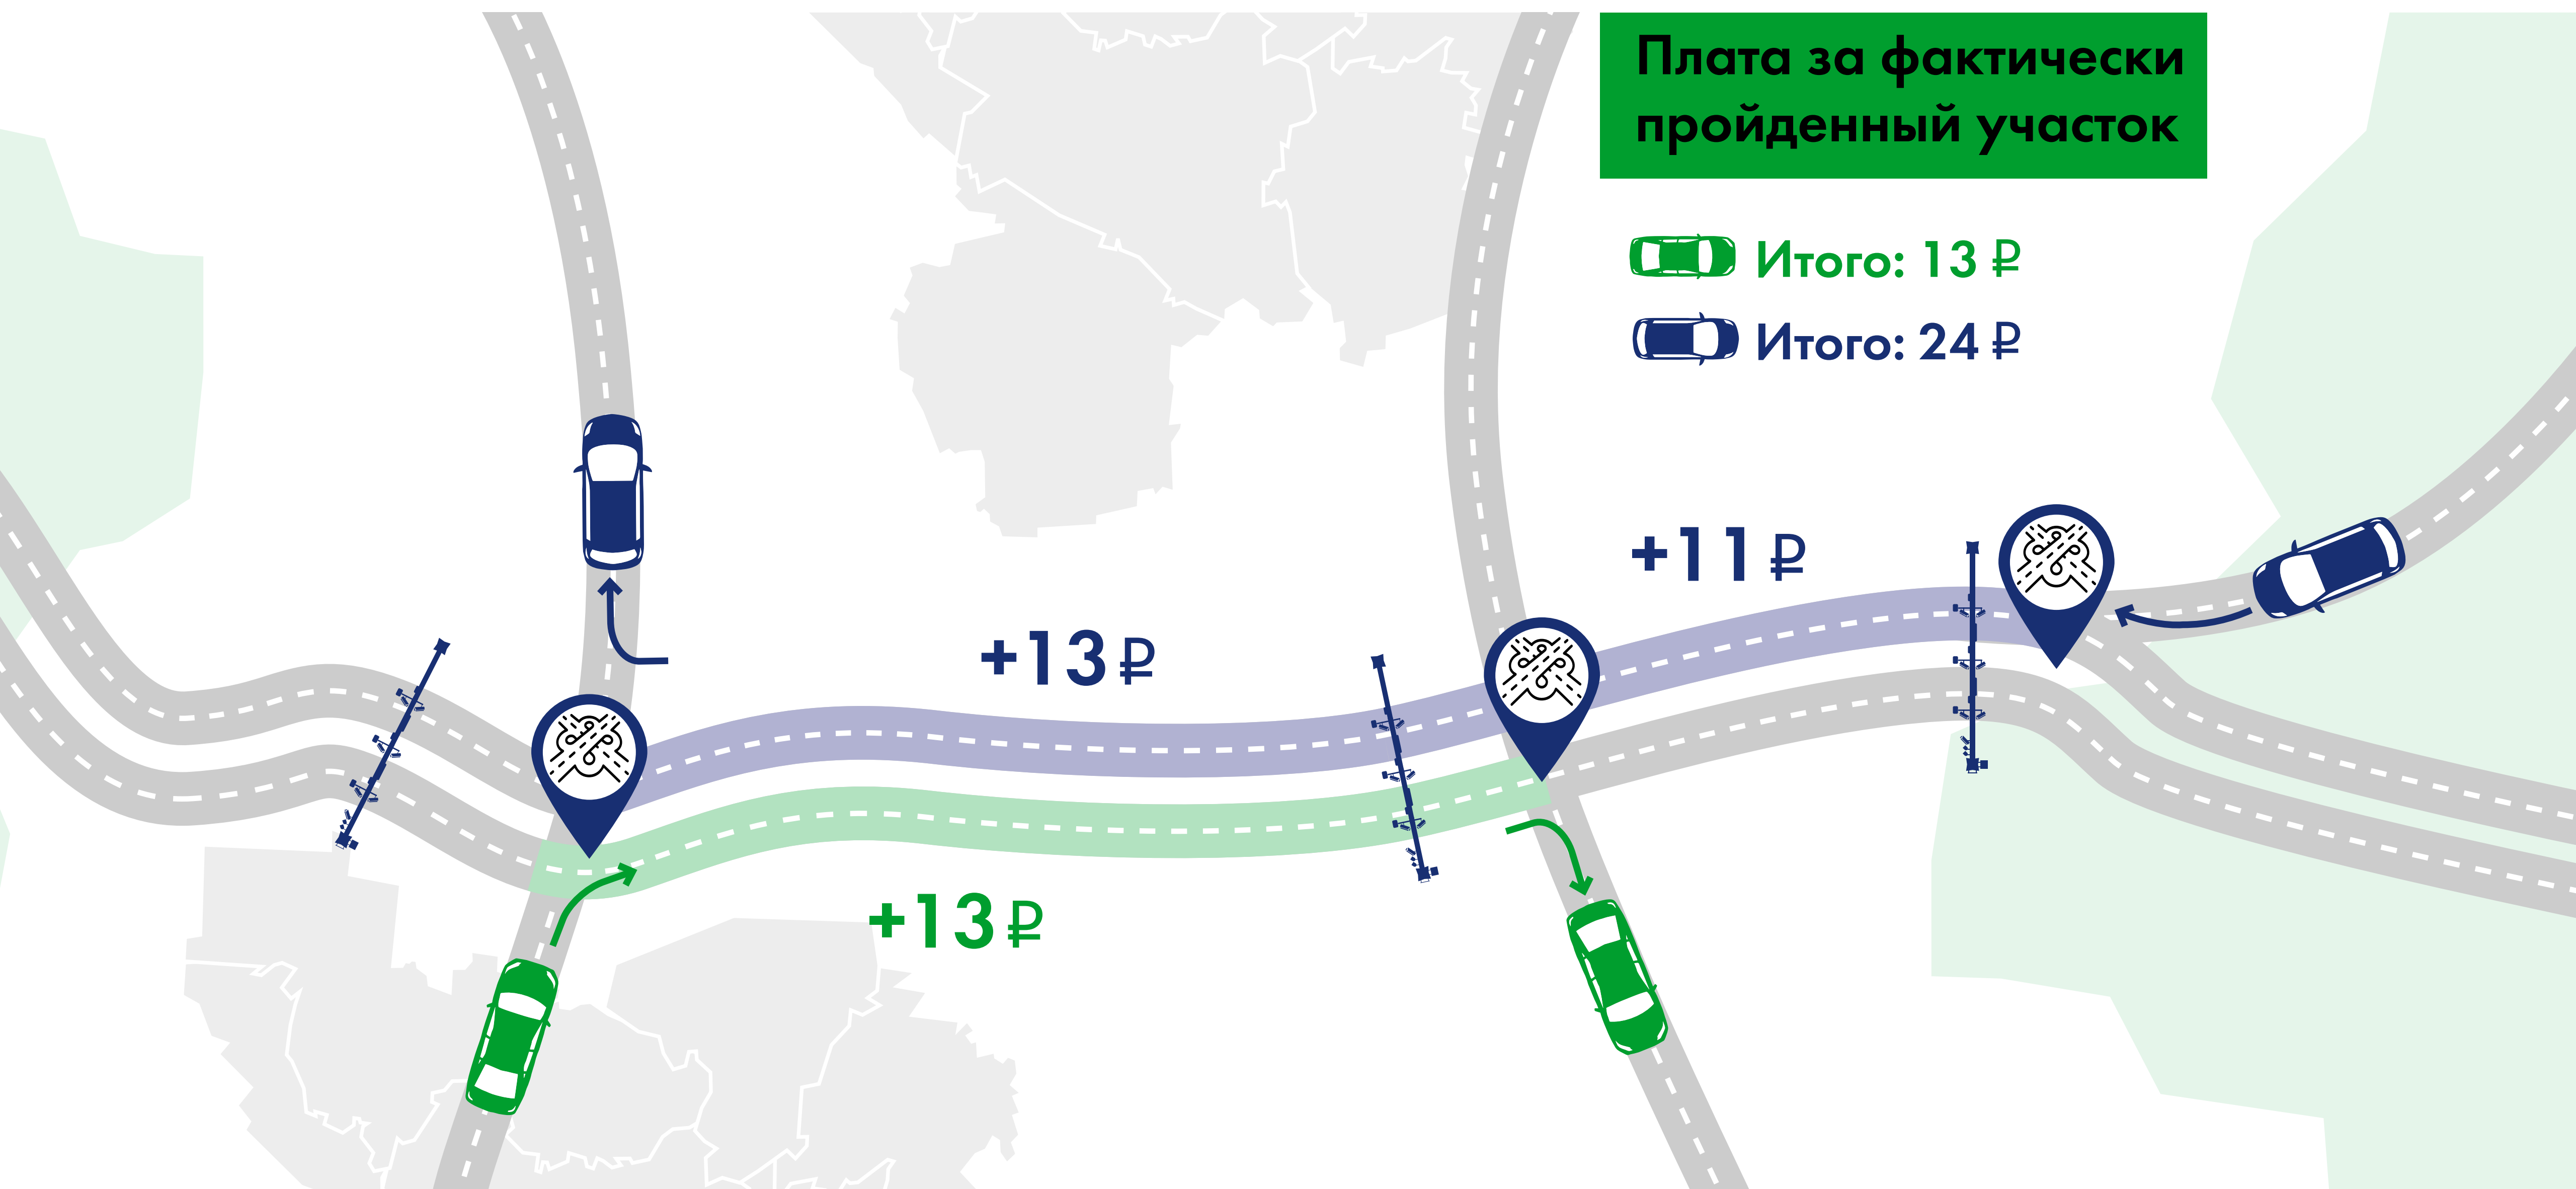 Плата за фактически
пройденный участок
Итого: 13 ₽
Итого: 24 ₽
+11 ₽
+13 ₽
+13 ₽